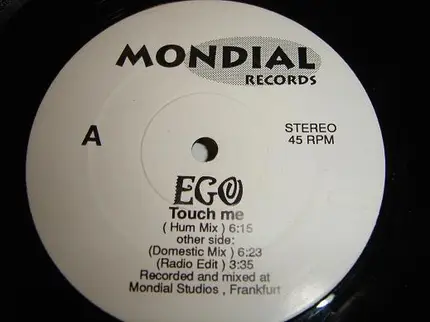 MONDIAL
RECORDS
A
STEREO
45 RPM
EGO
Touch me
( Hum Mix ) 6:15
other side:
(Domestic Mix ) 6:23
(Radio Edit ) 3:35
Recorded and mixed at
Mondial Studios , Frankfurt